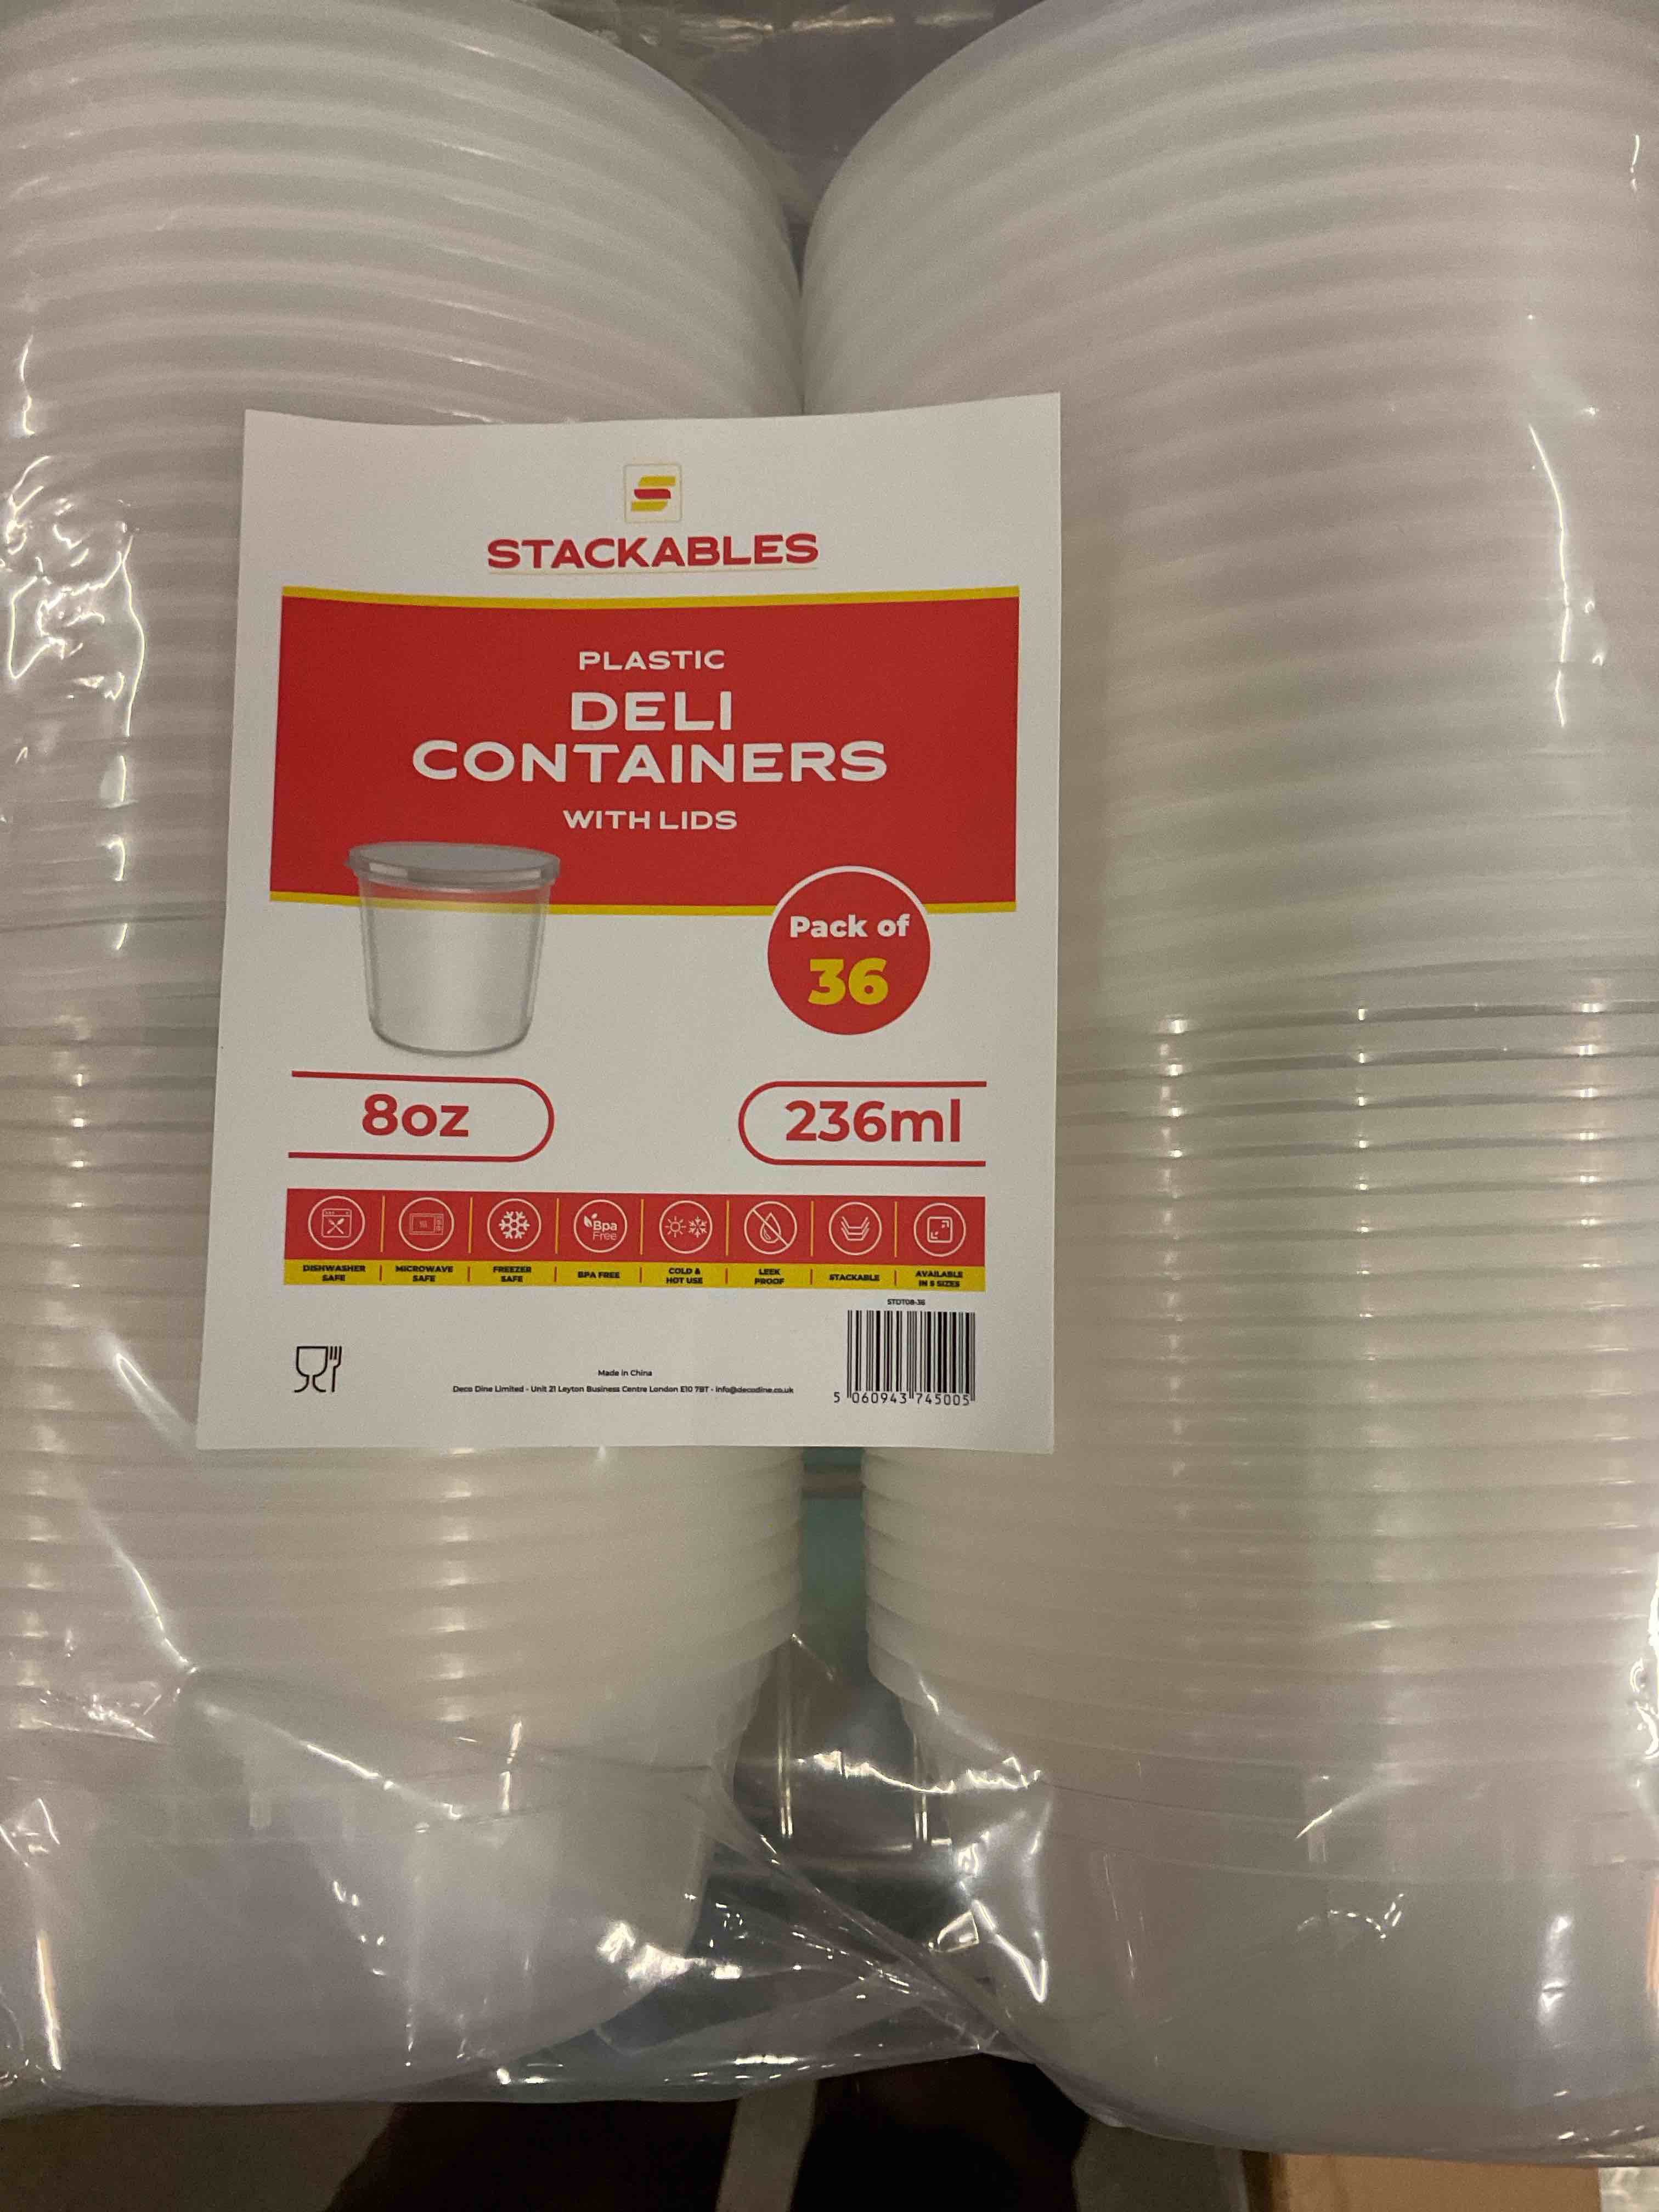 STACKABLES
PLASTIC
DELI
CONTAINERS
WITH LIDS
Pack of
36
8oz
236ml
Bpa
Free
DISHWASHER
SAFE
MICROWAVE
SAFE
FREEZER
SAFE
BPA FREE
COLD &
HOT USE
LEEK
PROOF
STACKABLE
AVAILABLE
IN 5 SIZES
STDT08-36
Made in China
Deco Dine Limited - Unit 21 Leyton Business Centre London E10 7BT - info@decodine.co.uk
5 060943 745005